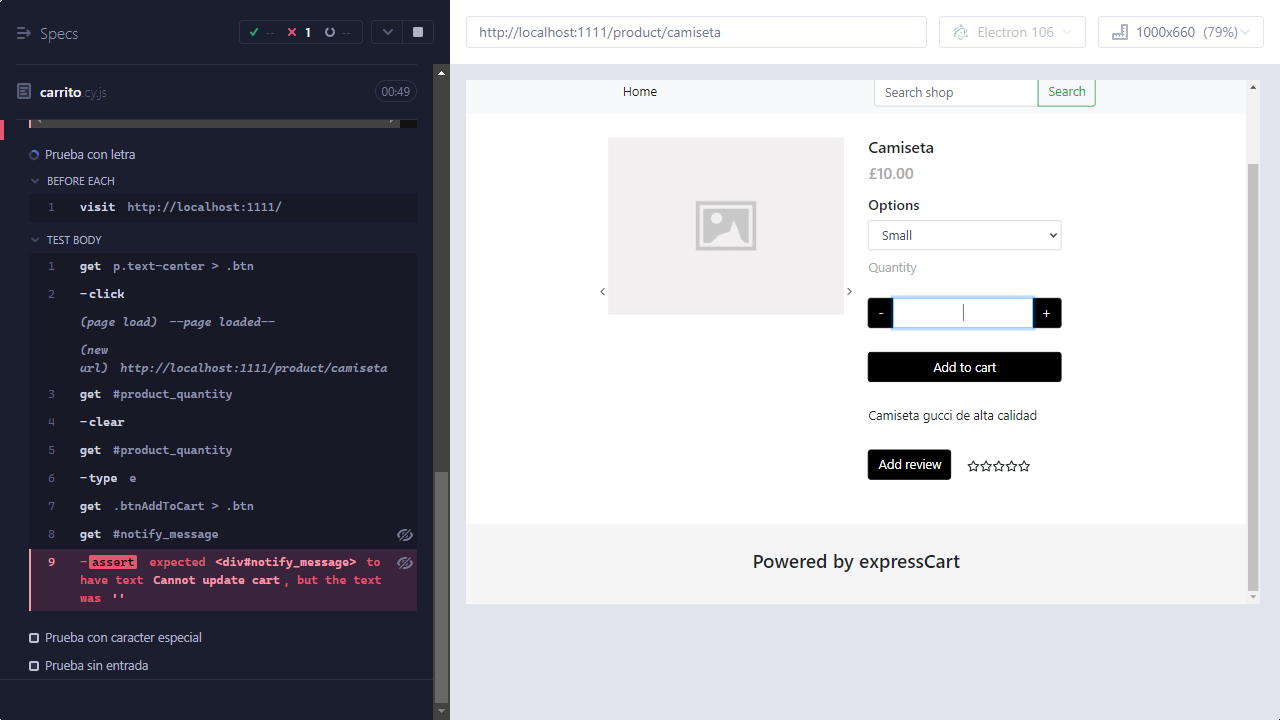 Specs
-- 1 --
http://localhost:1111/product/camiseta
Electron 106
1000x660 (79%)
carrito cy.js
00:49
Prueba con letra
BEFORE EACH
1 visit http://localhost:1111/
TEST BODY
1 get p.text-center > .btn
2 -click
(page load) --page loaded--
(new
url) http://localhost:1111/product/camiseta
3 get #product_quantity
4 -clear
5 get #product_quantity
6 -type e
7 get .btnAddToCart > .btn
8 get #notify_message
9 -assert expected <div#notify_message> to
have text Cannot update cart, but the text
was ''
Prueba con caracter especial
Prueba sin entrada
Home
Search shop
Search
Camiseta
£10.00
Options
Small
Quantity
- +
Add to cart
Camiseta gucci de alta calidad
Add review
Powered by expressCart